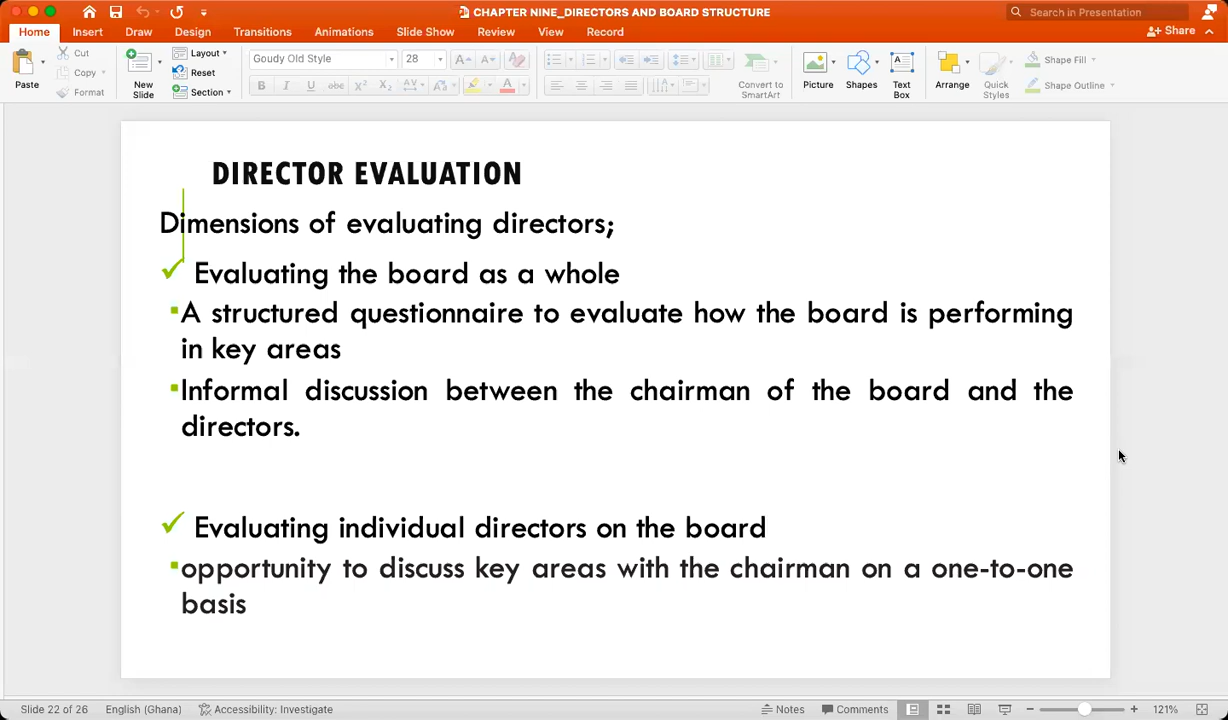 CHAPTER NINE_DIRECTORS AND BOARD STRUCTURE
Search in Presentation
Home Insert Draw Design Transitions Animations Slide Show Review View Record
Share
Paste
Cut
Copy
Format
New
Slide
Layout
Reset
Section
Goudy Old Style 28
B I U abc X² X₂ AV Aa A
Convert to
SmartArt
Picture
Shapes
Text
Box
Arrange
Quick
Styles
Shape Fill
Shape Outline
DIRECTOR EVALUATION
Dimensions of evaluating directors;
Evaluating the board as a whole
A structured questionnaire to evaluate how the board is performing
in key areas
Informal discussion between the chairman of the board and the
directors.
Evaluating individual directors on the board
opportunity to discuss key areas with the chairman on a one-to-one
basis
Slide 22 of 26 English (Ghana) Accessibility: Investigate Notes Comments 121%